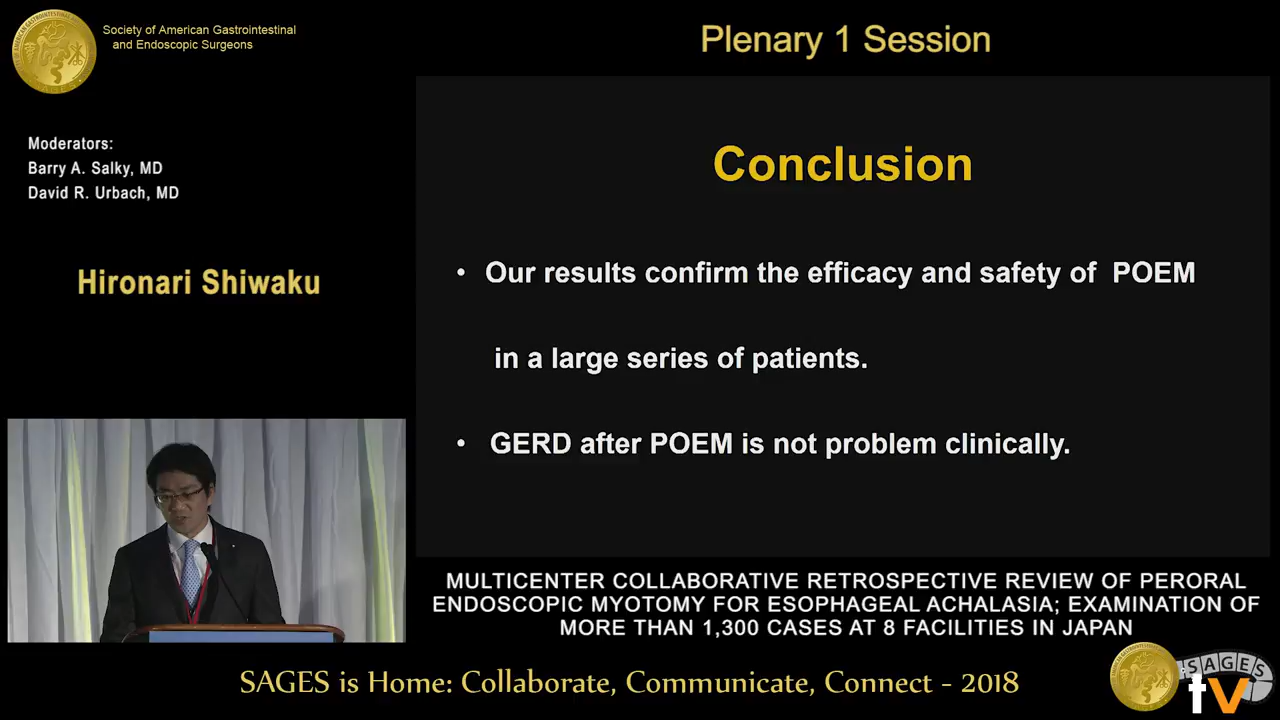 Society of American Gastrointestinal
and Endoscopic Surgeons
Plenary 1 Session
Moderators:
Barry A. Salky, MD
David R. Urbach, MD
Hironari Shiwaku
Conclusion
• Our results confirm the efficacy and safety of POEM
in a large series of patients.
• GERD after POEM is not problem clinically.
MULTICENTER COLLABORATIVE RETROSPECTIVE REVIEW OF PERORAL
ENDOSCOPIC MYOTOMY FOR ESOPHAGEAL ACHALASIA; EXAMINATION OF
MORE THAN 1,300 CASES AT 8 FACILITIES IN JAPAN
SAGES is Home: Collaborate, Communicate, Connect - 2018
SAGES
tv